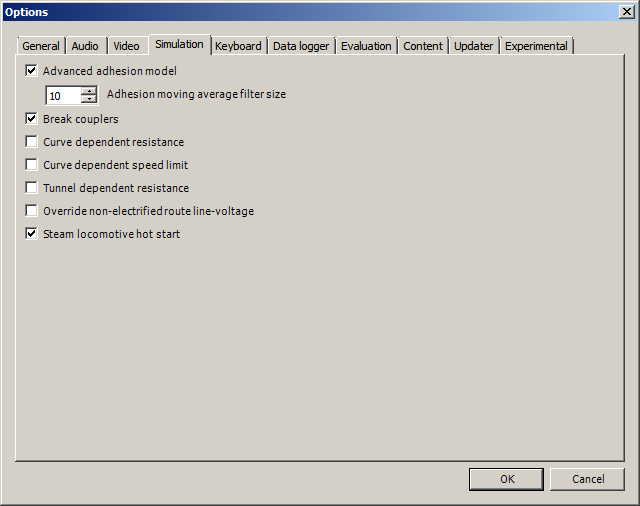 Options
General Audio Video Simulation Keyboard Data logger Evaluation Content Updater Experimental
Advanced adhesion model
10 Adhesion moving average filter size
Break couplers
Curve dependent resistance
Curve dependent speed limit
Tunnel dependent resistance
Override non-electrified route line-voltage
Steam locomotive hot start
OK Cancel